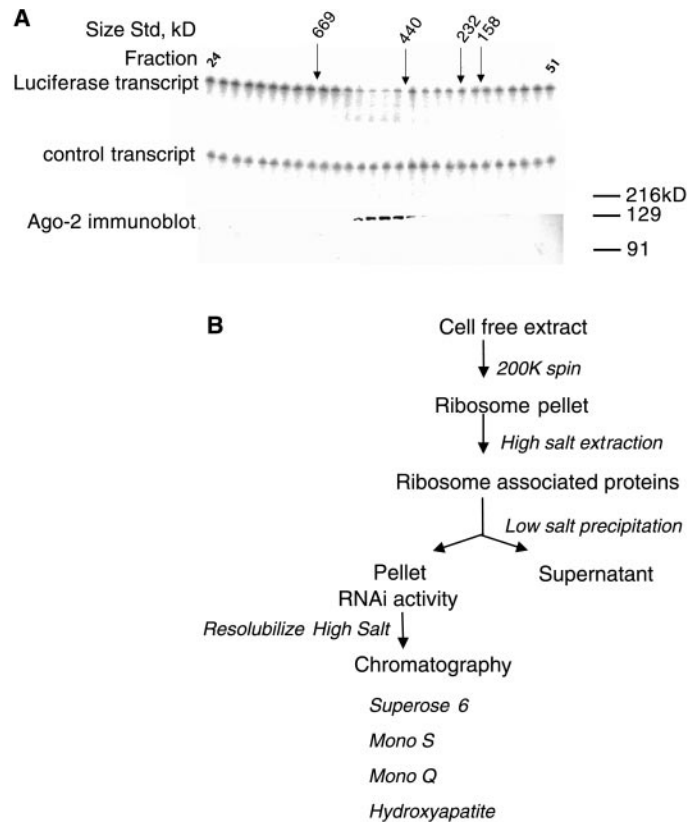 A
Size Std, kD
669
440
232
158
Fraction
24
51
Luciferase transcript
control transcript
216kD
Ago-2 immunoblot
129
91
B
Cell free extract
200K spin
Ribosome pellet
High salt extraction
Ribosome associated proteins
Low salt precipitation
Pellet
Supernatant
RNAi activity
Resolubilize High Salt
Chromatography
Superose 6
Mono S
Mono Q
Hydroxyapatite